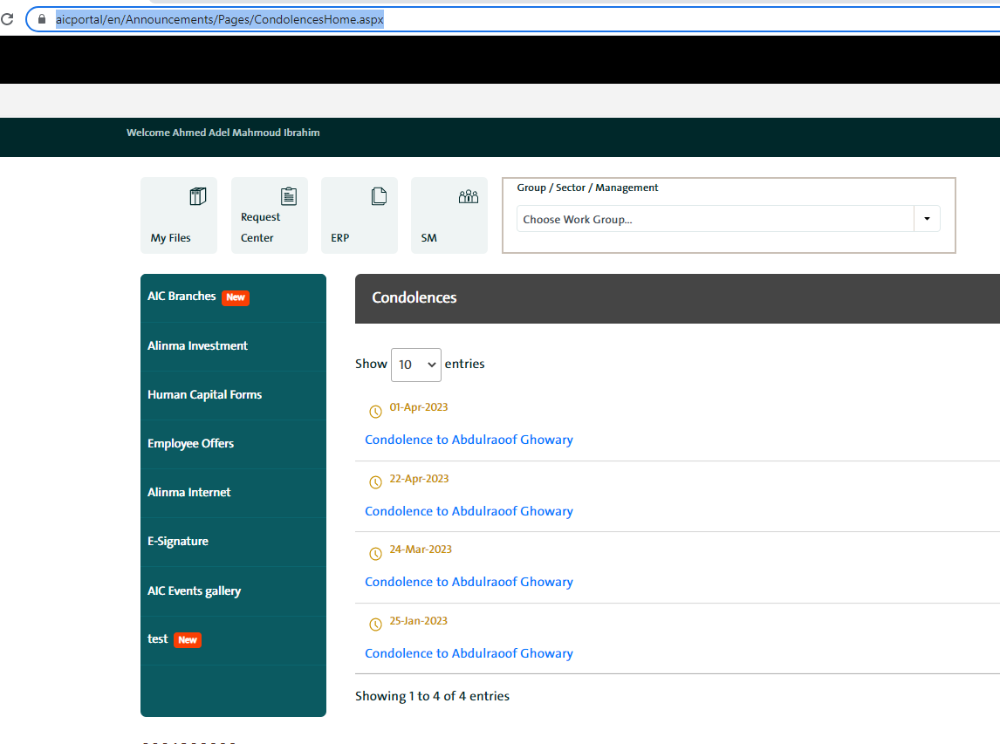 aicportal/en/Announcements/Pages/CondolencesHome.aspx
Welcome Ahmed Adel Mahmoud Ibrahim
My Files
Request
Center
ERP
SM
Group / Sector / Management
Choose Work Group...
AIC Branches New
Alinma Investment
Human Capital Forms
Employee Offers
Alinma Internet
E-Signature
AIC Events gallery
test New
Condolences
Show 10 entries
01-Apr-2023
Condolence to Abdulraoof Ghowary
22-Apr-2023
Condolence to Abdulraoof Ghowary
24-Mar-2023
Condolence to Abdulraoof Ghowary
25-Jan-2023
Condolence to Abdulraoof Ghowary
Showing 1 to 4 of 4 entries